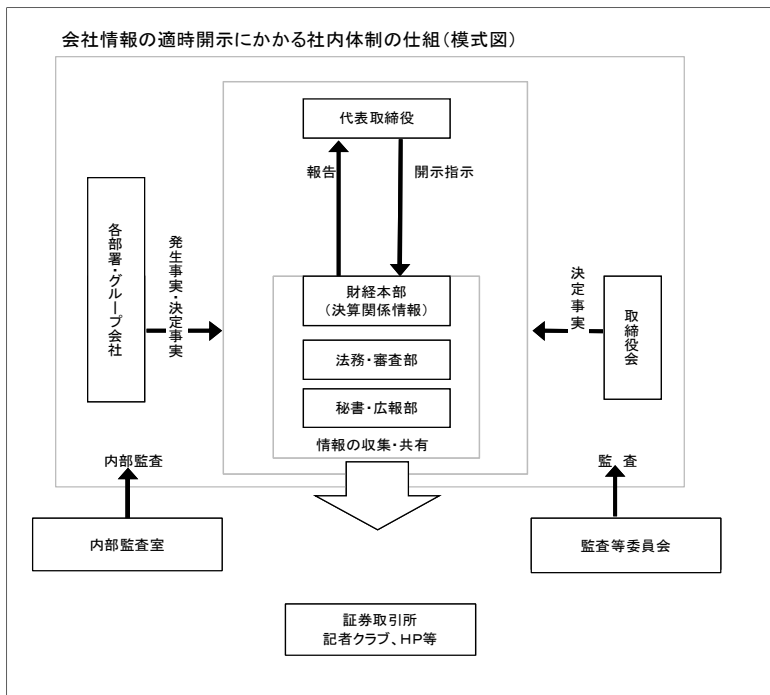 会社情報の適時開示にかかる社内体制の仕組（模式図）
代表取締役
報告
開示指示
各部署・グループ会社
発生事実・決定事実
財経本部
（決算関係情報）
法務・審査部
秘書・広報部
情報の収集・共有
決定事実
取締役会
内部監査
監　査
内部監査室
監査等委員会
証券取引所
記者クラブ、ＨＰ等